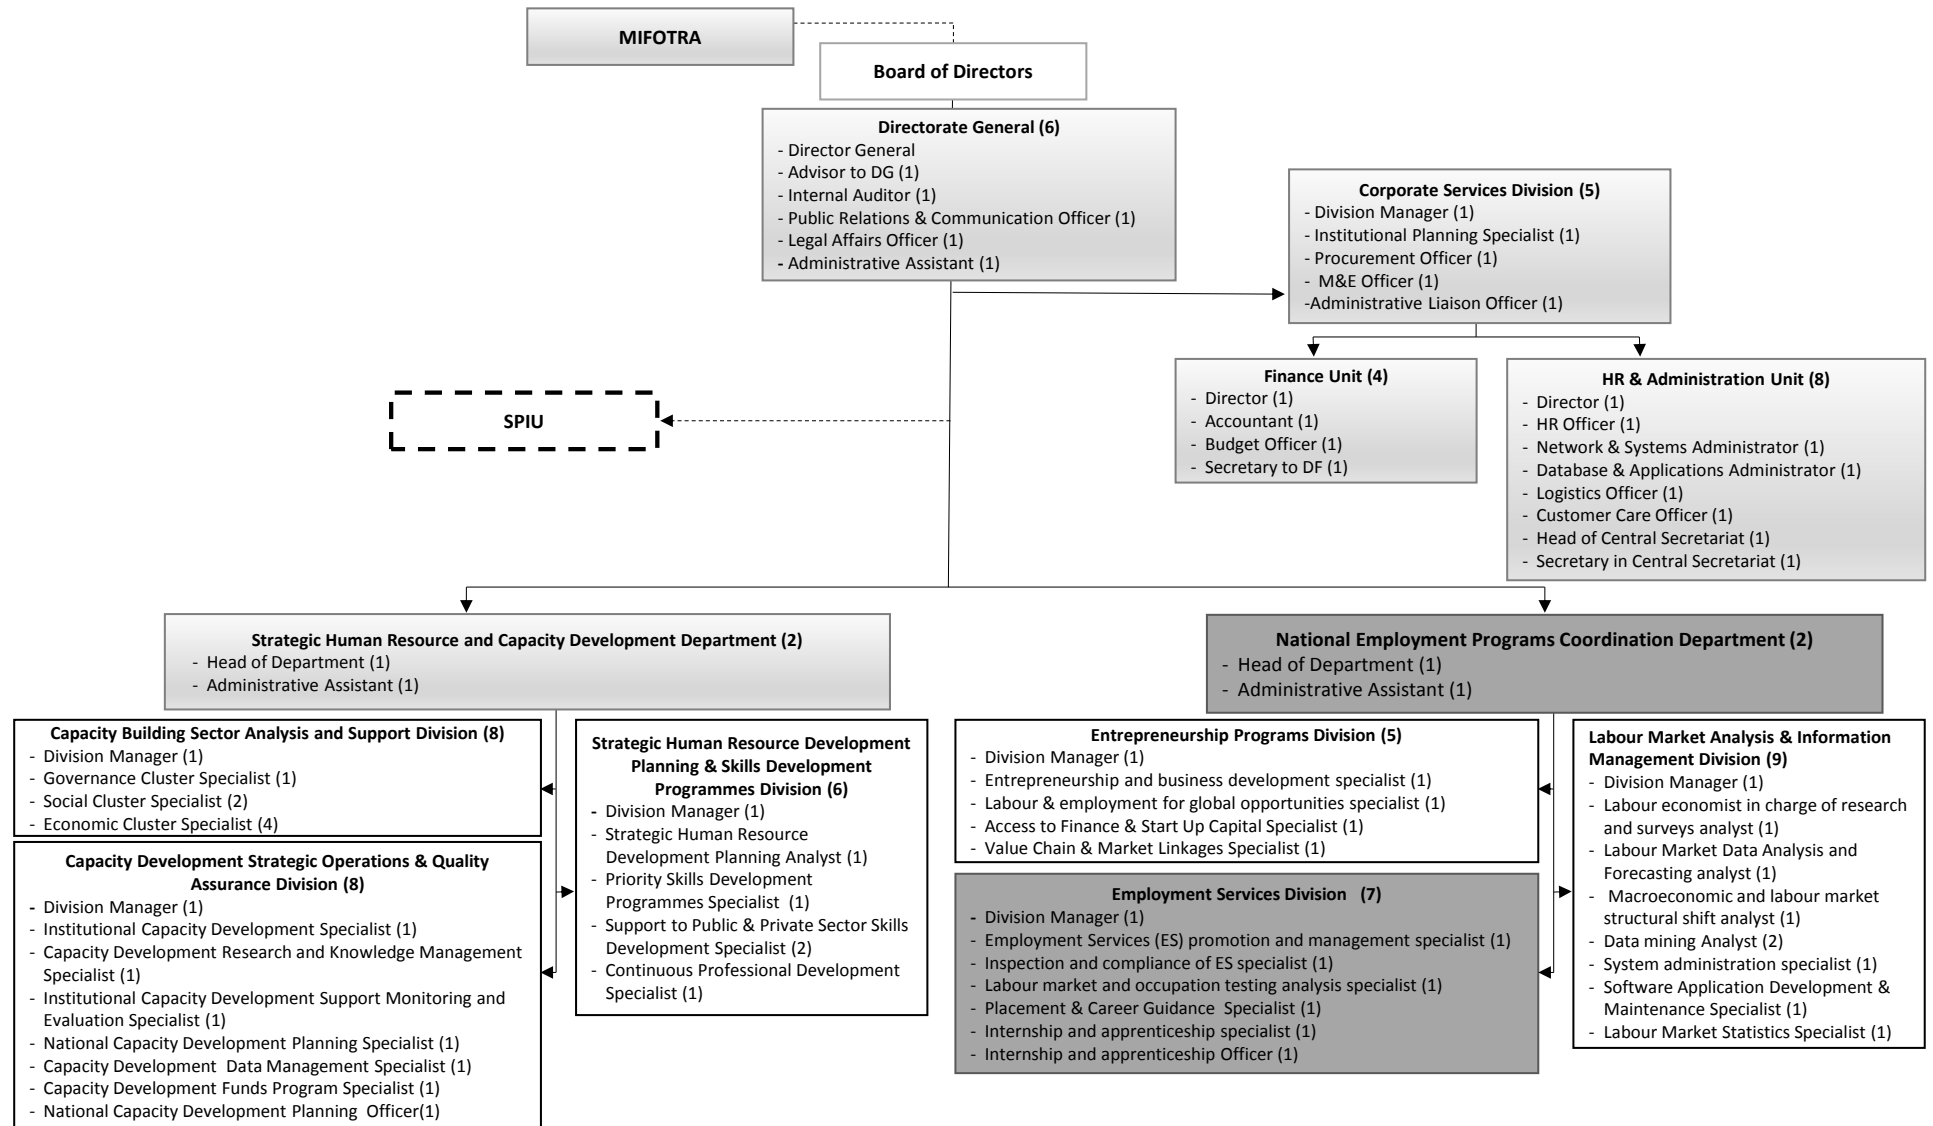 MIFOTRA
Board of Directors
Directorate General (6)
- Director General
- Advisor to DG (1)
- Internal Auditor (1)
- Public Relations & Communication Officer (1)
- Legal Affairs Officer (1)
- Administrative Assistant (1)
Corporate Services Division (5)
- Division Manager (1)
- Institutional Planning Specialist (1)
- Procurement Officer (1)
- M&E Officer (1)
-Administrative Liaison Officer (1)
Finance Unit (4)
- Director (1)
- Accountant (1)
- Budget Officer (1)
- Secretary to DF (1)
HR & Administration Unit (8)
- Director (1)
- HR Officer (1)
- Network & Systems Administrator (1)
- Database & Applications Administrator (1)
- Logistics Officer (1)
- Customer Care Officer (1)
- Head of Central Secretariat (1)
- Secretary in Central Secretariat (1)
SPIU
Strategic Human Resource and Capacity Development Department (2)
- Head of Department (1)
- Administrative Assistant (1)
National Employment Programs Coordination Department (2)
- Head of Department (1)
- Administrative Assistant (1)
Capacity Building Sector Analysis and Support Division (8)
- Division Manager (1)
- Governance Cluster Specialist (1)
- Social Cluster Specialist (2)
- Economic Cluster Specialist (4)
Capacity Development Strategic Operations & Quality
Assurance Division (8)
- Division Manager (1)
- Institutional Capacity Development Specialist (1)
- Capacity Development Research and Knowledge Management
Specialist (1)
- Institutional Capacity Development Support Monitoring and
Evaluation Specialist (1)
- National Capacity Development Planning Specialist (1)
- Capacity Development Data Management Specialist (1)
- Capacity Development Funds Program Specialist (1)
- National Capacity Development Planning Officer(1)
Strategic Human Resource Development
Planning & Skills Development
Programmes Division (6)
- Division Manager (1)
- Strategic Human Resource
Development Planning Analyst (1)
- Priority Skills Development
Programmes Specialist (1)
- Support to Public & Private Sector Skills
Development Specialist (2)
- Continuous Professional Development
Specialist (1)
Entrepreneurship Programs Division (5)
- Division Manager (1)
- Entrepreneurship and business development specialist (1)
- Labour & employment for global opportunities specialist (1)
- Access to Finance & Start Up Capital Specialist (1)
- Value Chain & Market Linkages Specialist (1)
Employment Services Division (7)
- Division Manager (1)
- Employment Services (ES) promotion and management specialist (1)
- Inspection and compliance of ES specialist (1)
- Labour market and occupation testing analysis specialist (1)
- Placement & Career Guidance Specialist (1)
- Internship and apprenticeship specialist (1)
- Internship and apprenticeship Officer (1)
Labour Market Analysis & Information
Management Division (9)
- Division Manager (1)
- Labour economist in charge of research
and surveys analyst (1)
- Labour Market Data Analysis and
Forecasting analyst (1)
- Macroeconomic and labour market
structural shift analyst (1)
- Data mining Analyst (2)
- System administration specialist (1)
- Software Application Development &
Maintenance Specialist (1)
- Labour Market Statistics Specialist (1)